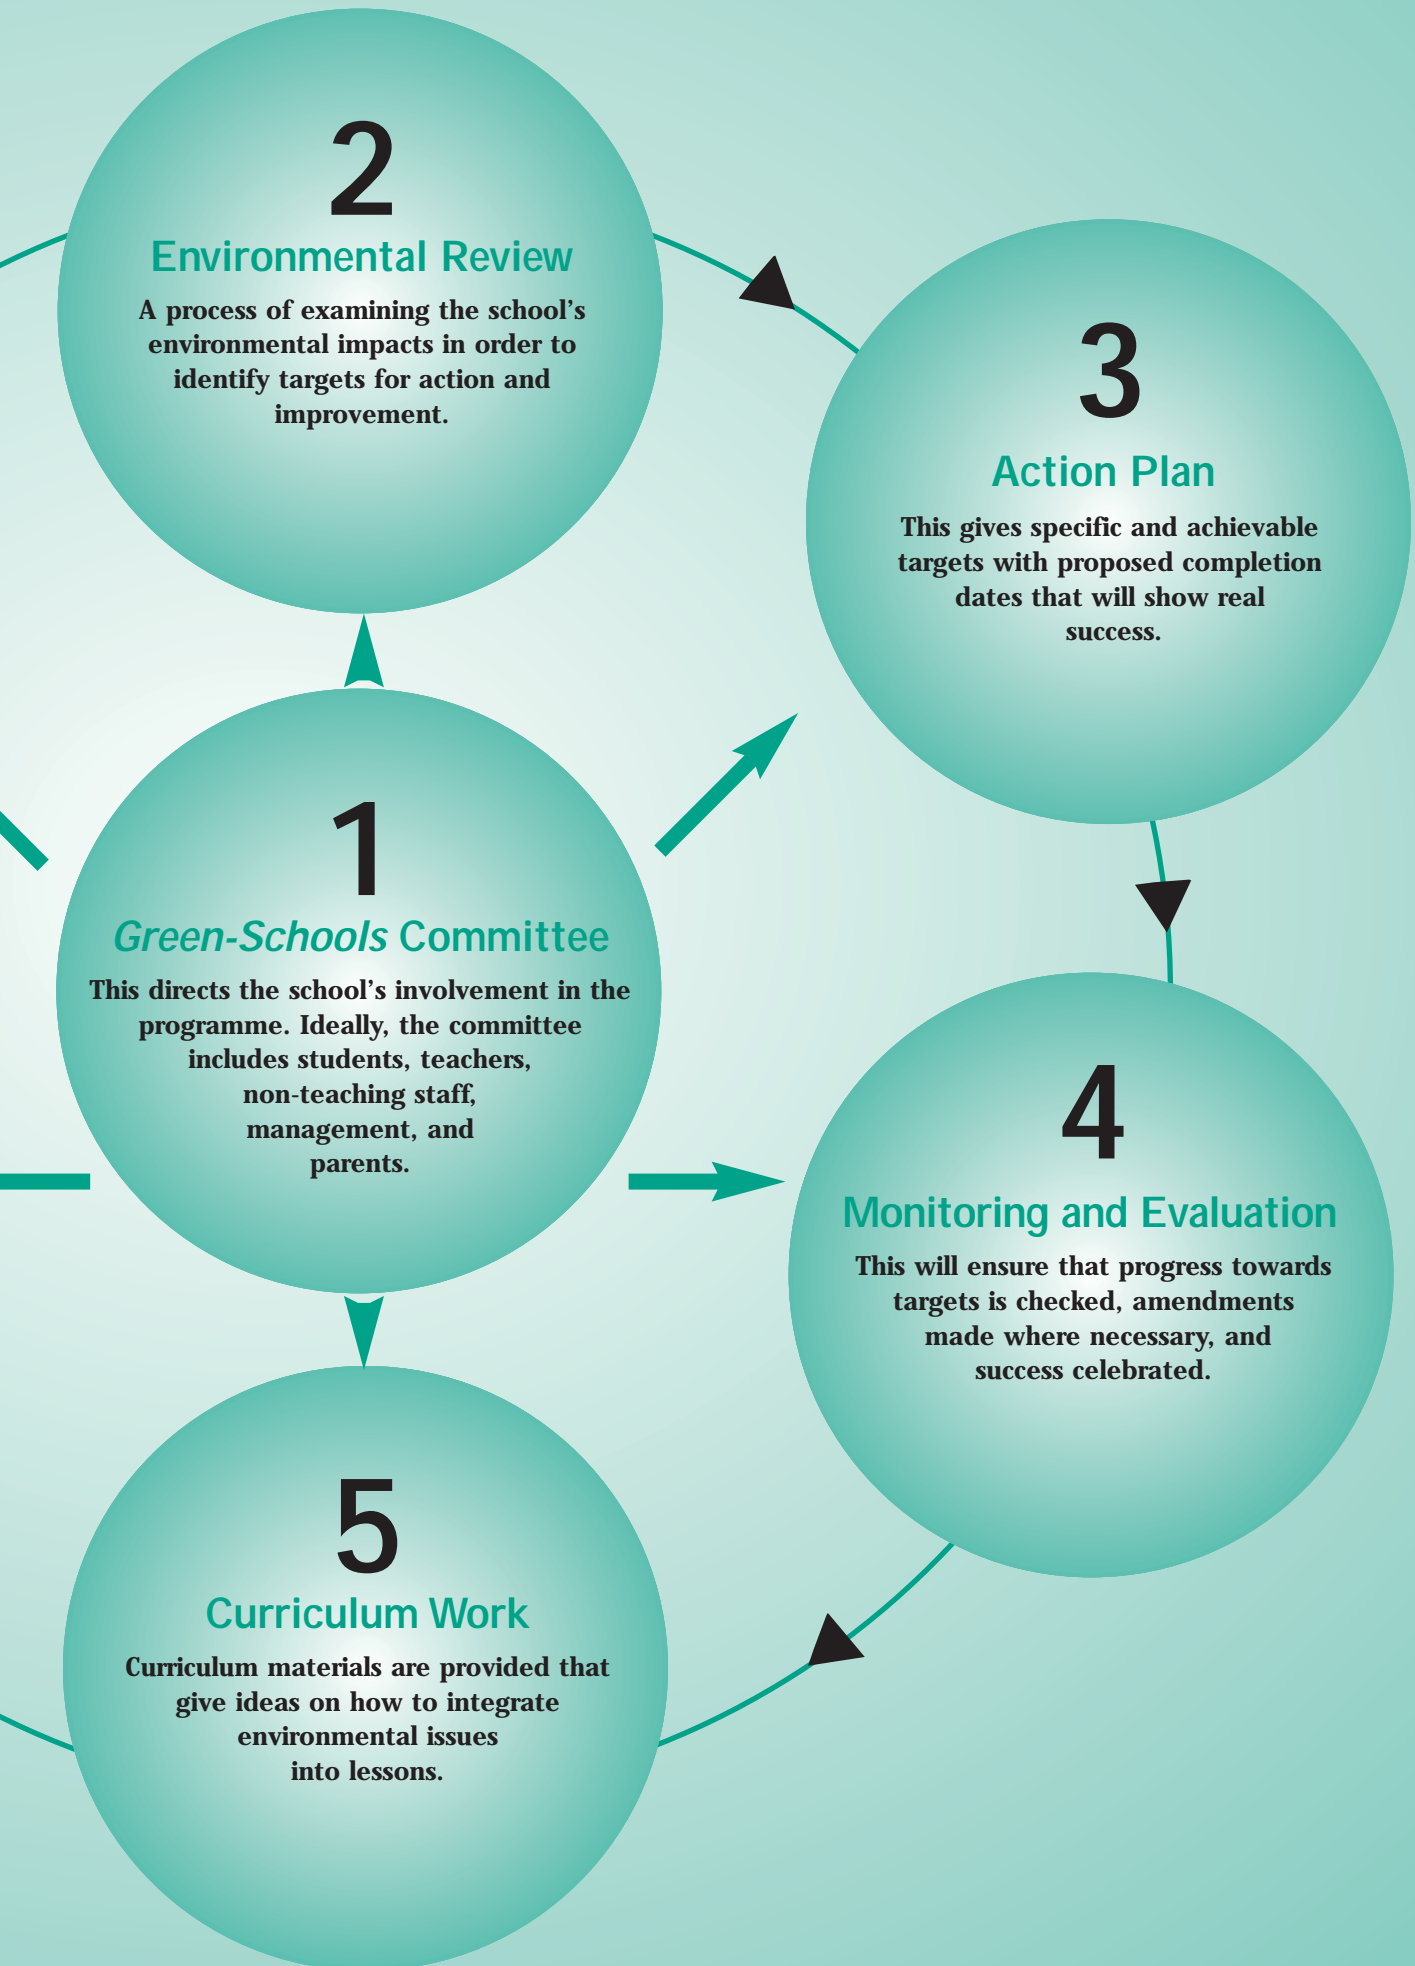 2
Environmental Review
A process of examining the school’s
environmental impacts in order to
identify targets for action and
improvement.
3
Action Plan
This gives specific and achievable
targets with proposed completion
dates that will show real
success.
1
Green-Schools Committee
This directs the school’s involvement in the
programme. Ideally, the committee
includes students, teachers,
non-teaching staff,
management, and
parents.
4
Monitoring and Evaluation
This will ensure that progress towards
targets is checked, amendments
made where necessary, and
success celebrated.
5
Curriculum Work
Curriculum materials are provided that
give ideas on how to integrate
environmental issues
into lessons.